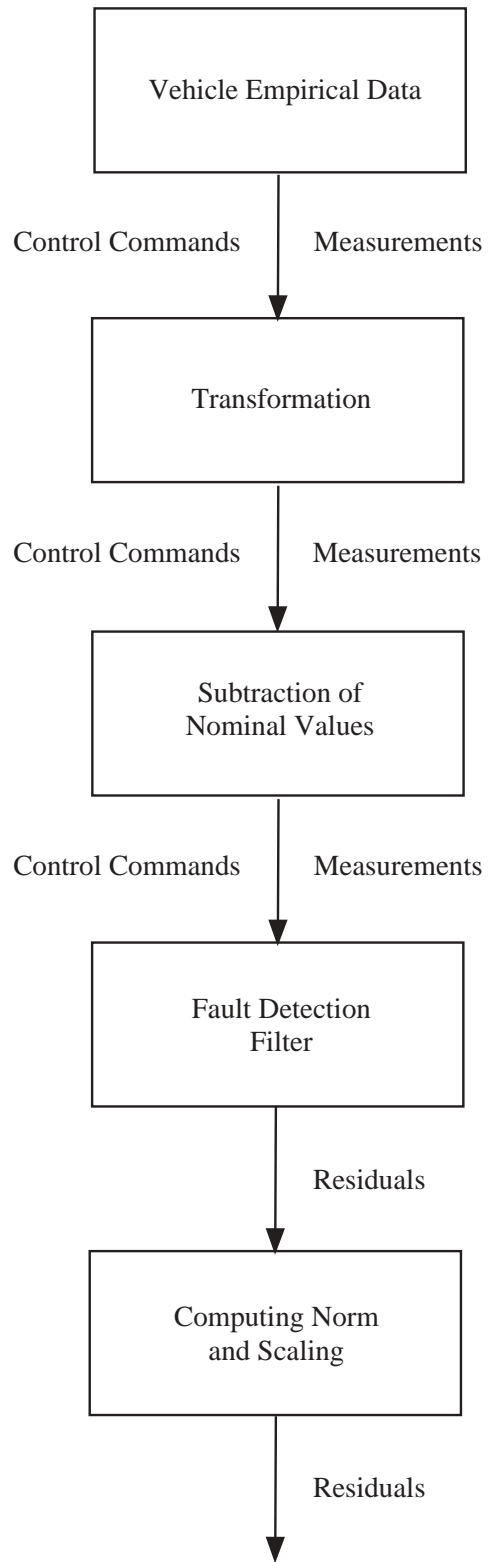 Vehicle Empirical Data
Control Commands Measurements
Transformation
Control Commands Measurements
Subtraction of
Nominal Values
Control Commands Measurements
Fault Detection
Filter
Residuals
Computing Norm
and Scaling
Residuals